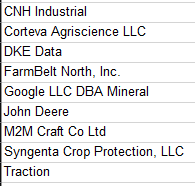 CNH Industrial
Corteva Agriscience LLC
DKE Data
FarmBelt North, Inc.
Google LLC DBA Mineral
John Deere
M2M Craft Co Ltd
Syngenta Crop Protection, LLC
Traction